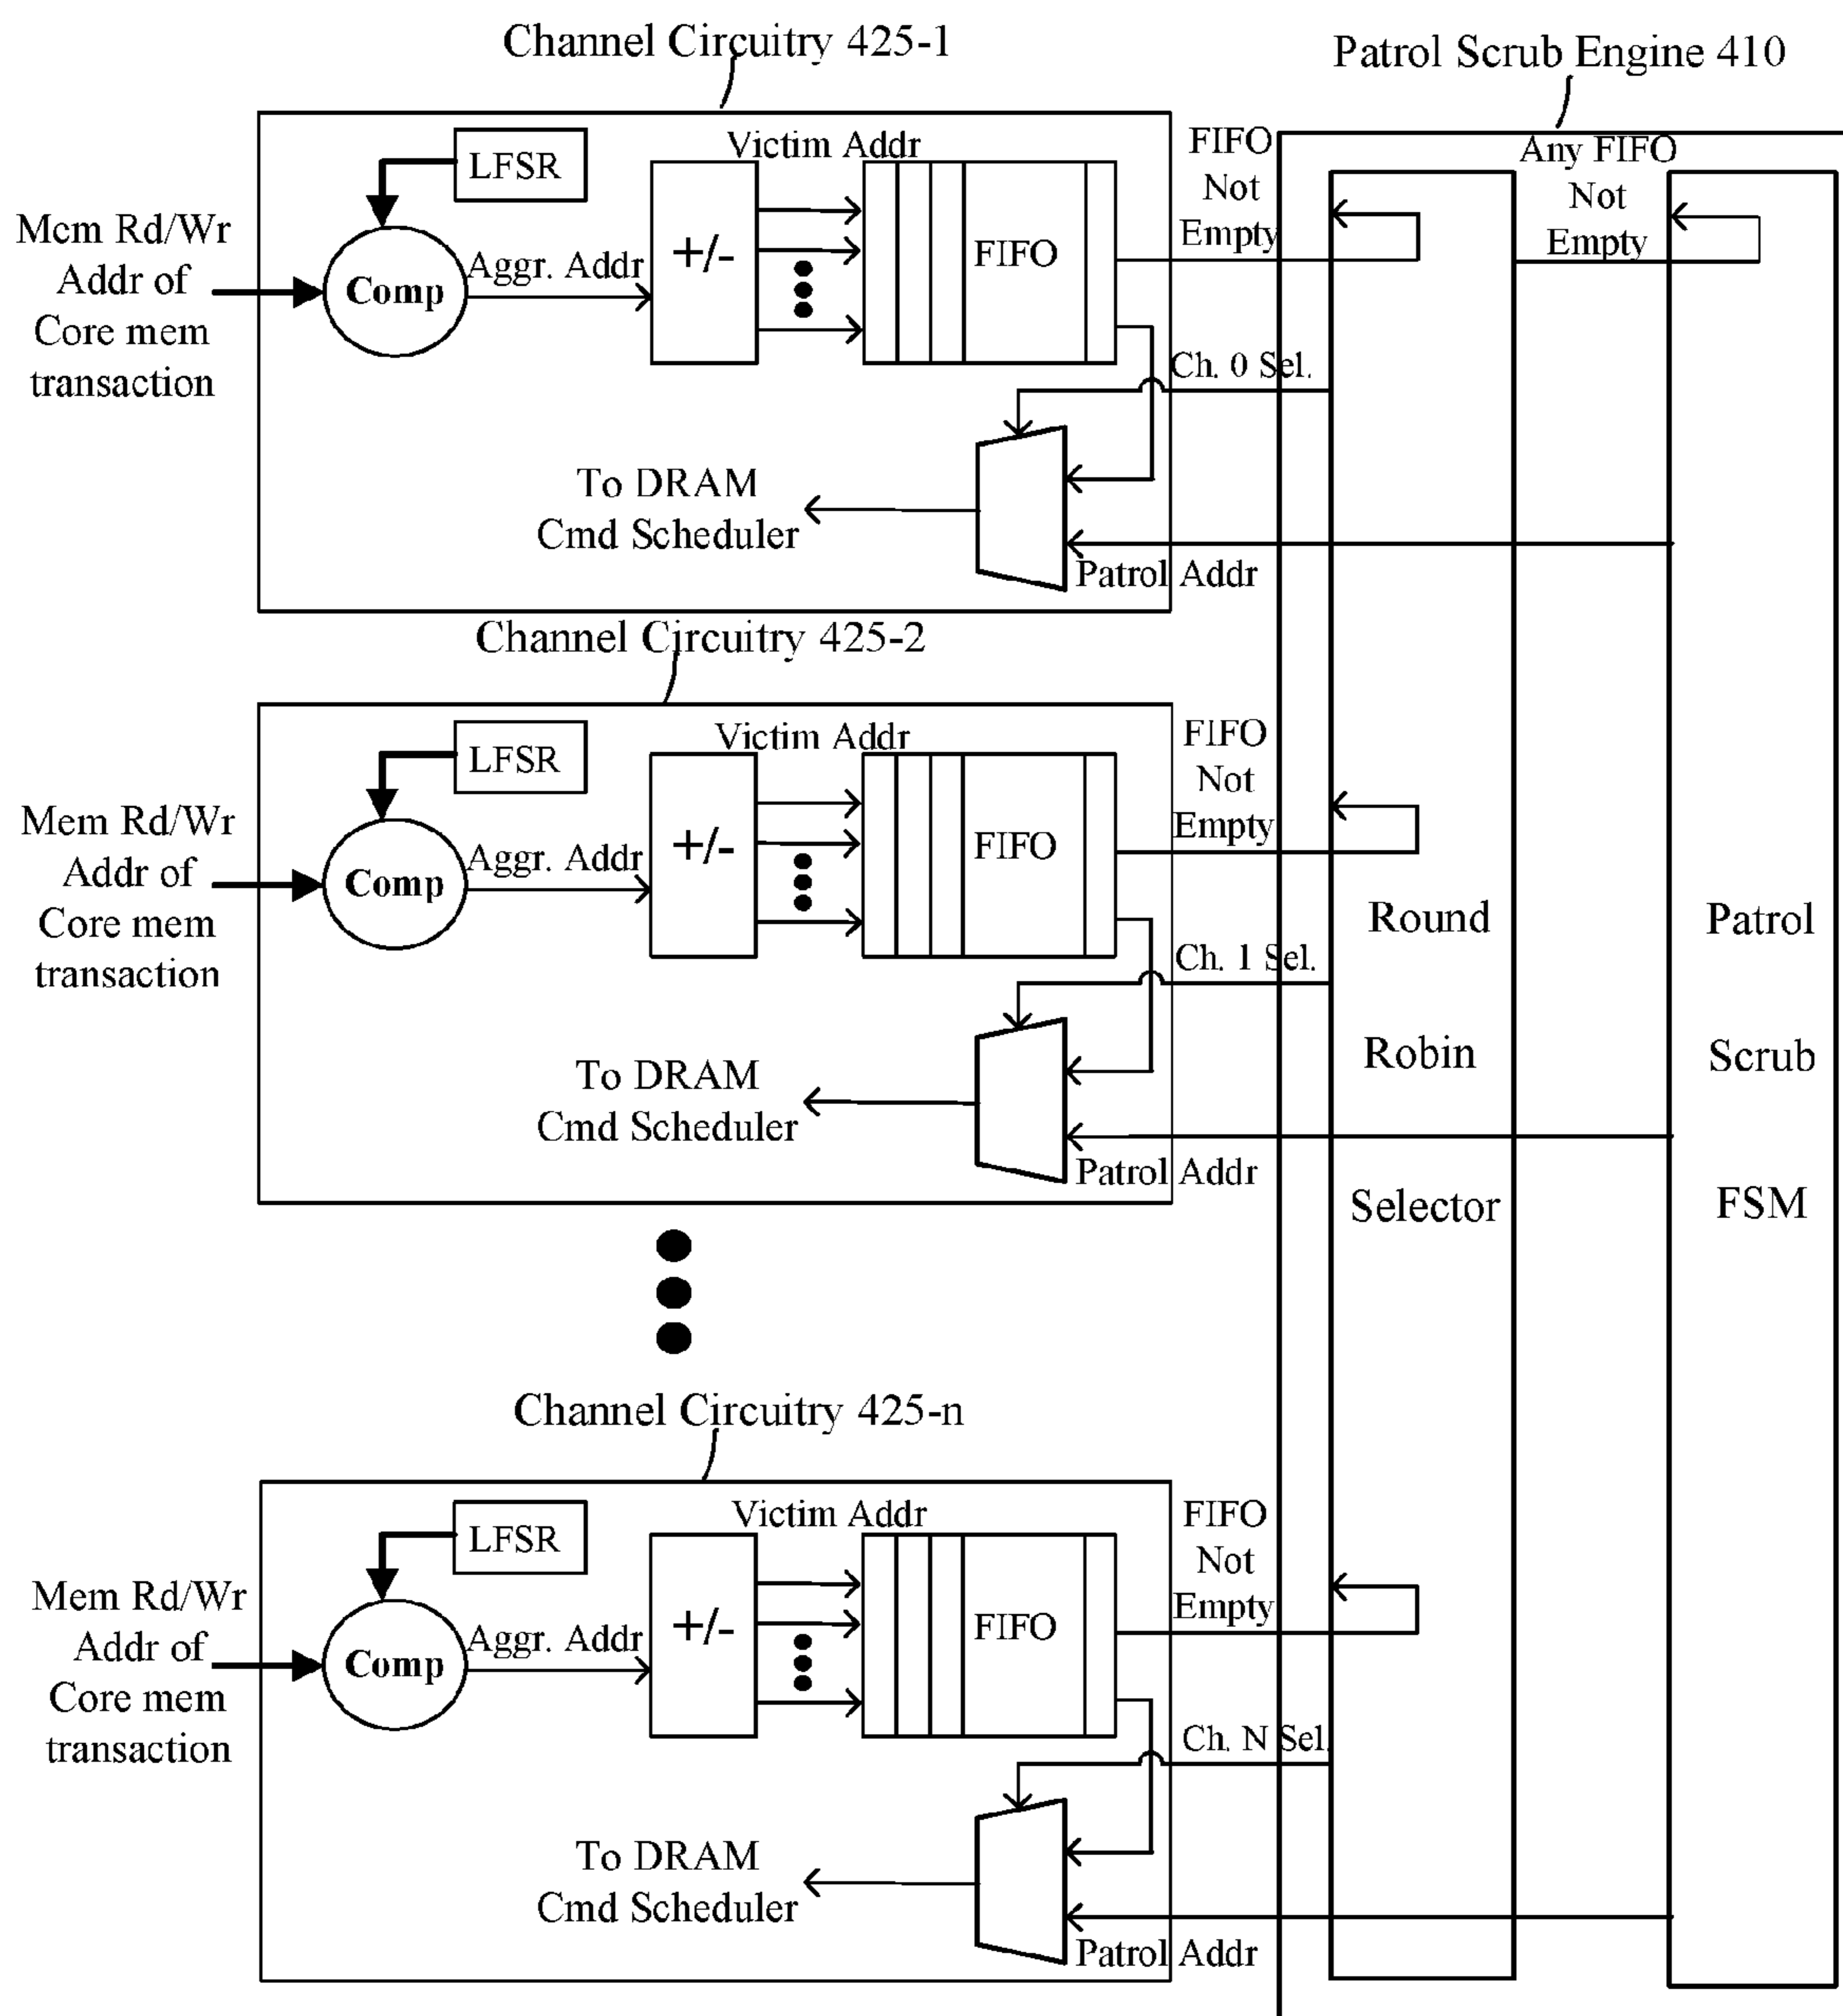 Channel Circuitry 425-1
Patrol Scrub Engine 410
LFSR
Victim Addr
FIFO
Not
Empty
Any FIFO
Not
Empty
Mem Rd/Wr
Addr of
Core mem
transaction
Comp
Aggr. Addr
+/-
FIFO
Ch. 0 Sel.
To DRAM
Cmd Scheduler
Patrol Addr
Channel Circuitry 425-2
LFSR
Victim Addr
FIFO
Not
Empty
Mem Rd/Wr
Addr of
Core mem
transaction
Comp
Aggr. Addr
+/-
FIFO
Ch. 1 Sel.
To DRAM
Cmd Scheduler
Patrol Addr
Round
Robin
Selector
Patrol
Scrub
FSM
Channel Circuitry 425-n
LFSR
Victim Addr
FIFO
Not
Empty
Mem Rd/Wr
Addr of
Core mem
transaction
Comp
Aggr. Addr
+/-
FIFO
Ch. N Sel.
To DRAM
Cmd Scheduler
Patrol Addr